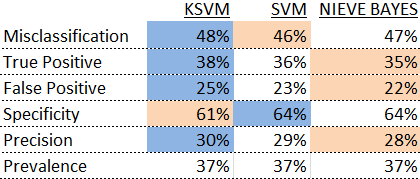 KSVM SVM NIEVE BAYES
Misclassification 48% 46% 47%
True Positive 38% 36% 35%
False Positive 25% 23% 22%
Specificity 61% 64% 64%
Precision 30% 29% 28%
Prevalence 37% 37% 37%